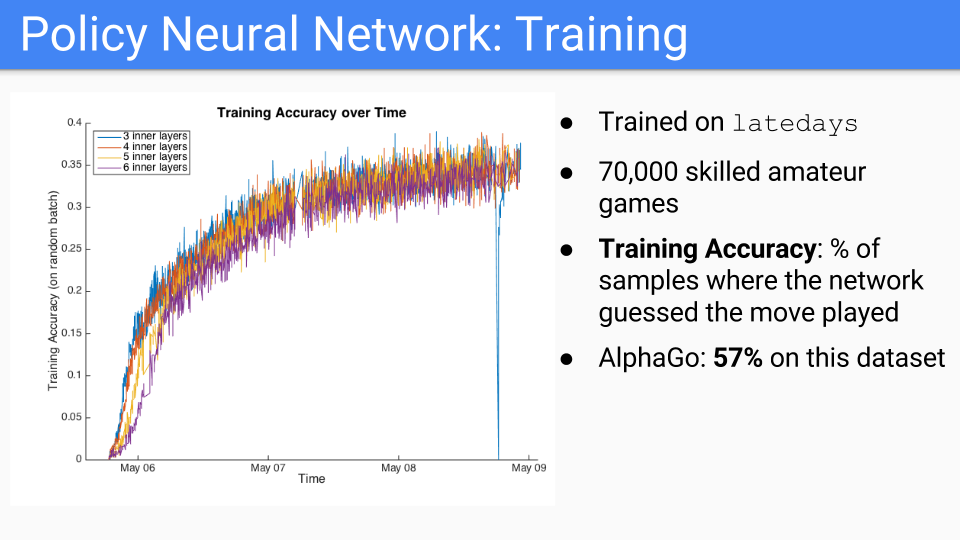 Policy Neural Network: Training
Training Accuracy over Time
0.4
0.35
0.3
0.25
0.2
0.15
0.1
0.05
0
Training Accuracy (on random batch)
3 inner layers
4 inner layers
5 inner layers
6 inner layers
May 06
May 07
May 08
May 09
Time
● Trained on latedays
● 70,000 skilled amateur
games
● Training Accuracy: % of
samples where the network
guessed the move played
● AlphaGo: 57% on this dataset